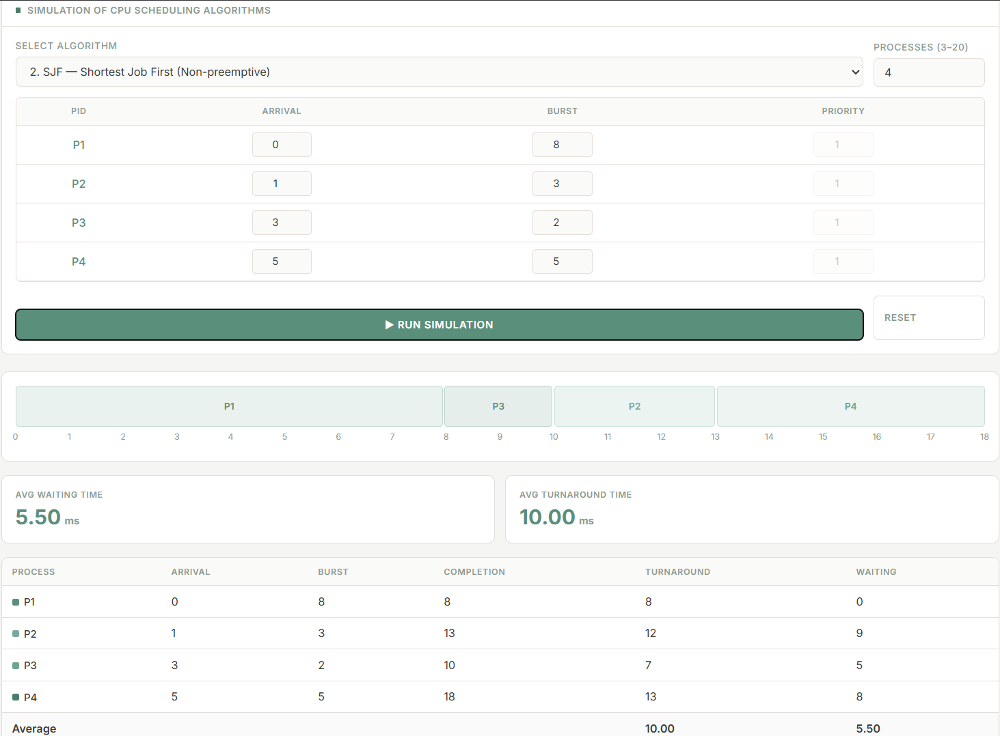 SIMULATION OF CPU SCHEDULING ALGORITHMS
SELECT ALGORITHM PROCESSES (3–20)
2. SJF — Shortest Job First (Non-preemptive) 4
PID ARRIVAL BURST PRIORITY
P1 0 8 1
P2 1 3 1
P3 3 2 1
P4 5 5 1
▶ RUN SIMULATION RESET
P1 P3 P2 P4
0 1 2 3 4 5 6 7 8 9 10 11 12 13 14 15 16 17 18
AVG WAITING TIME AVG TURNAROUND TIME
5.50 ms 10.00 ms
PROCESS ARRIVAL BURST COMPLETION TURNAROUND WAITING
P1 0 8 8 8 0
P2 1 3 13 12 9
P3 3 2 10 7 5
P4 5 5 18 13 8
Average 10.00 5.50